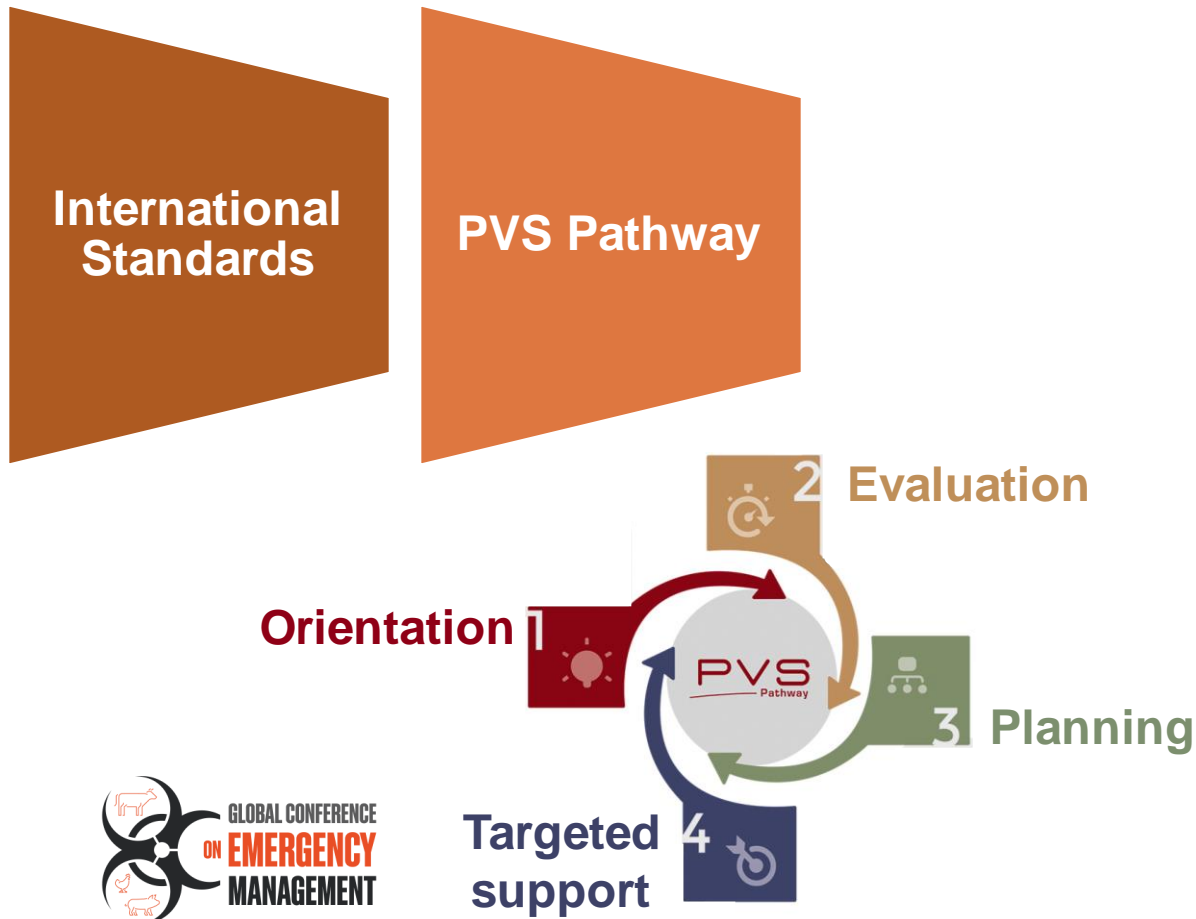 International
Standards
PVS Pathway
2 Evaluation
Orientation 1
PVS
Pathway
3 Planning
GLOBAL CONFERENCE
ON EMERGENCY
MANAGEMENT
Targeted 4
support